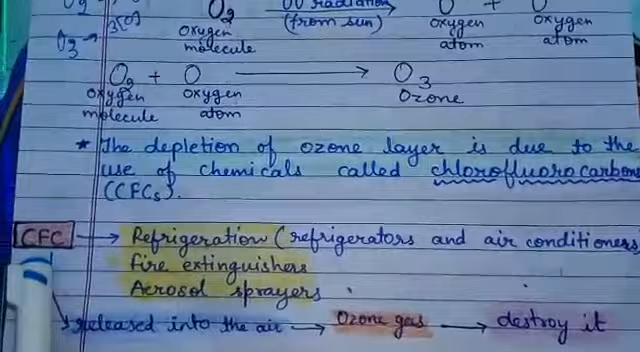 O2 UV radiation → O + O
O3 → 3(O) oxygen molecule (from sun) oxygen atom oxygen atom
O2 + O → O3
oxygen molecule oxygen atom Ozone
* The depletion of ozone layer is due to the
use of chemicals called chlorofluorocarbons
(CFCs).
CFC → Refrigeration (refrigerators and air conditioners
Fire extinguishers
Aerosol sprayers
released into the air → Ozone gas → destroy it